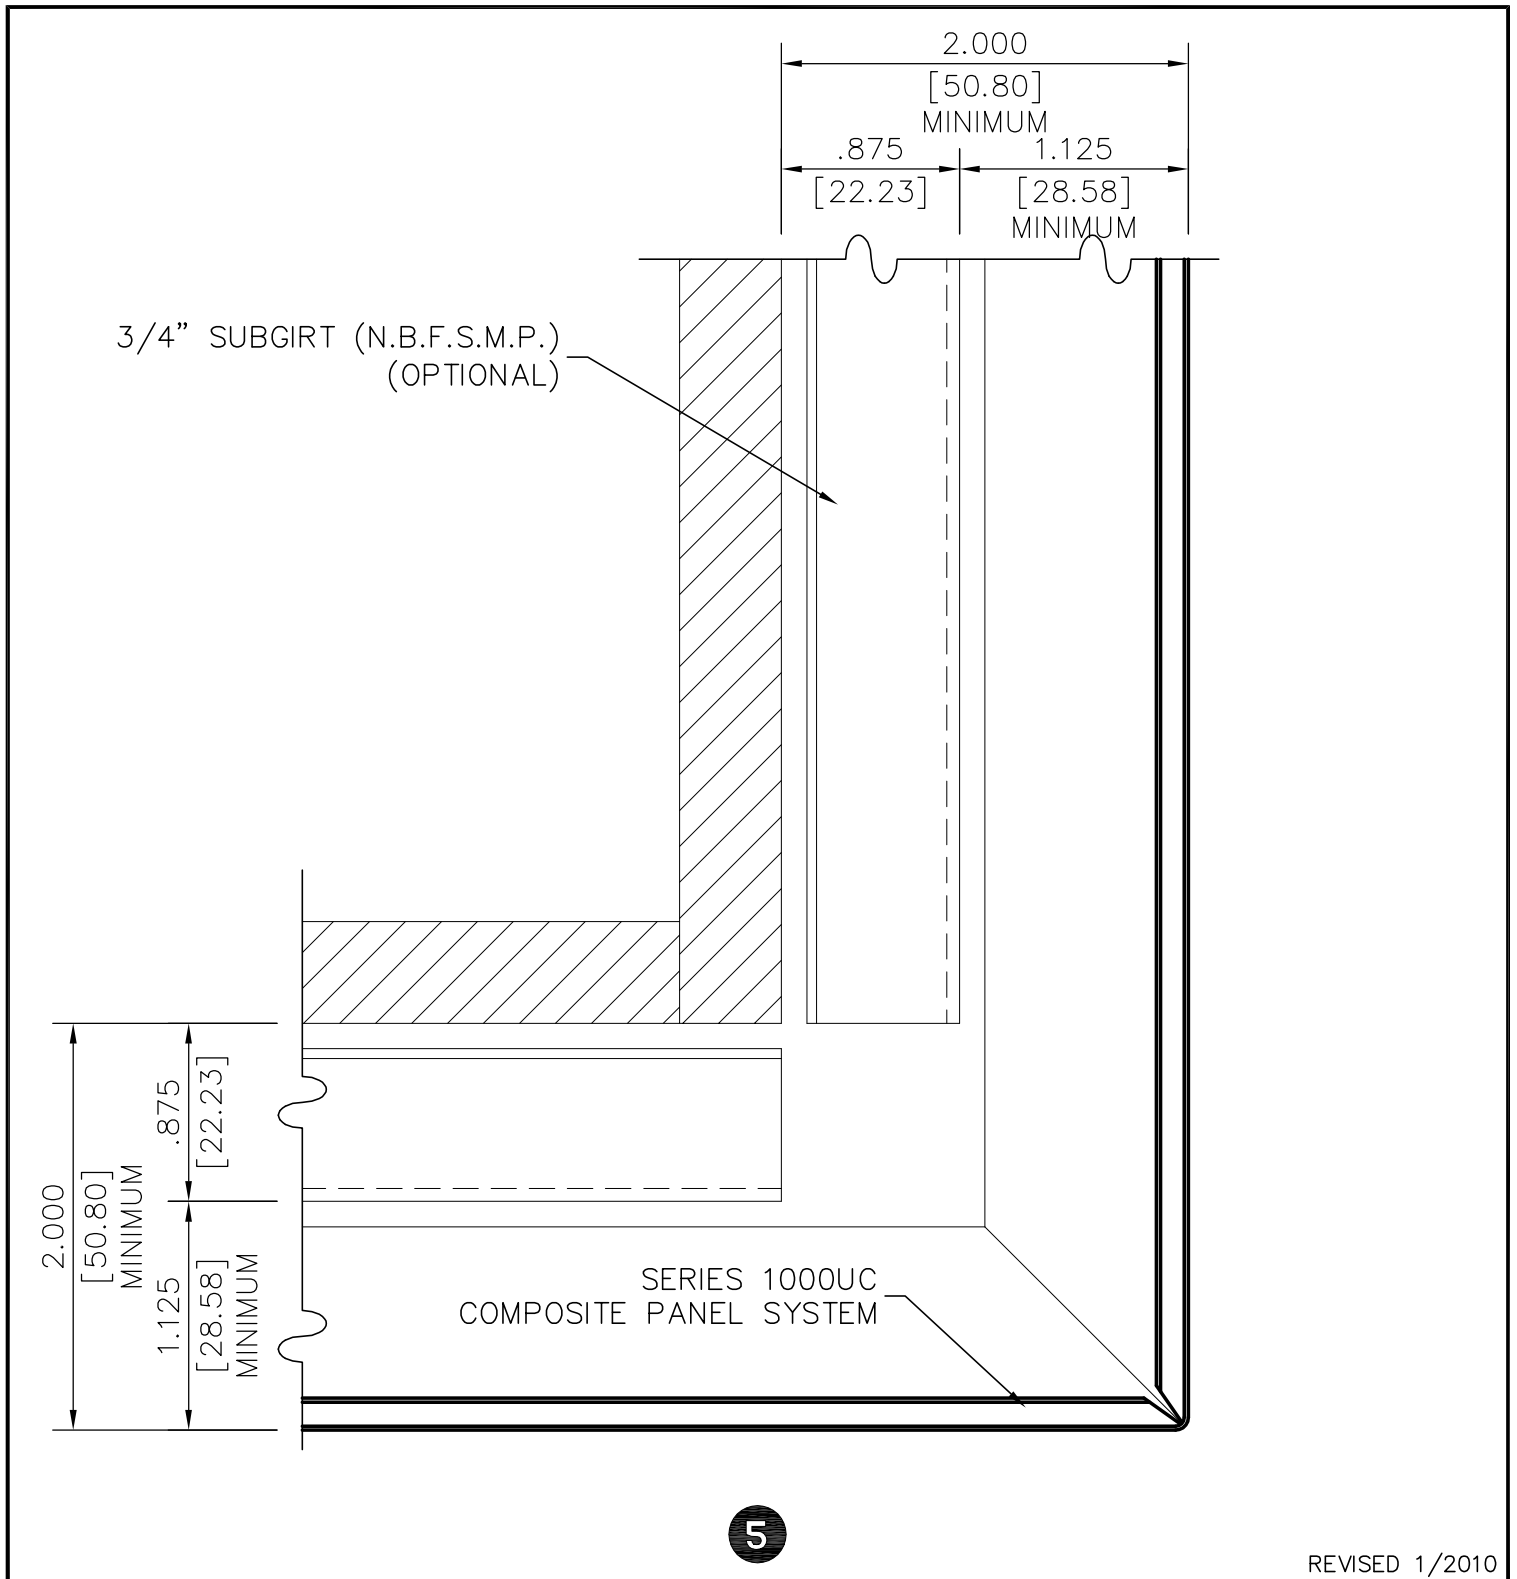 2.000
[50.80]
MINIMUM
.875
[22.23]
1.125
[28.58]
MINIMUM
3/4” SUBGIRT (N.B.F.S.M.P.)
(OPTIONAL)
2.000
[50.80]
MINIMUM
.875
[22.23]
1.125
[28.58]
MINIMUM
SERIES 1000UC
COMPOSITE PANEL SYSTEM
5
REVISED 1/2010